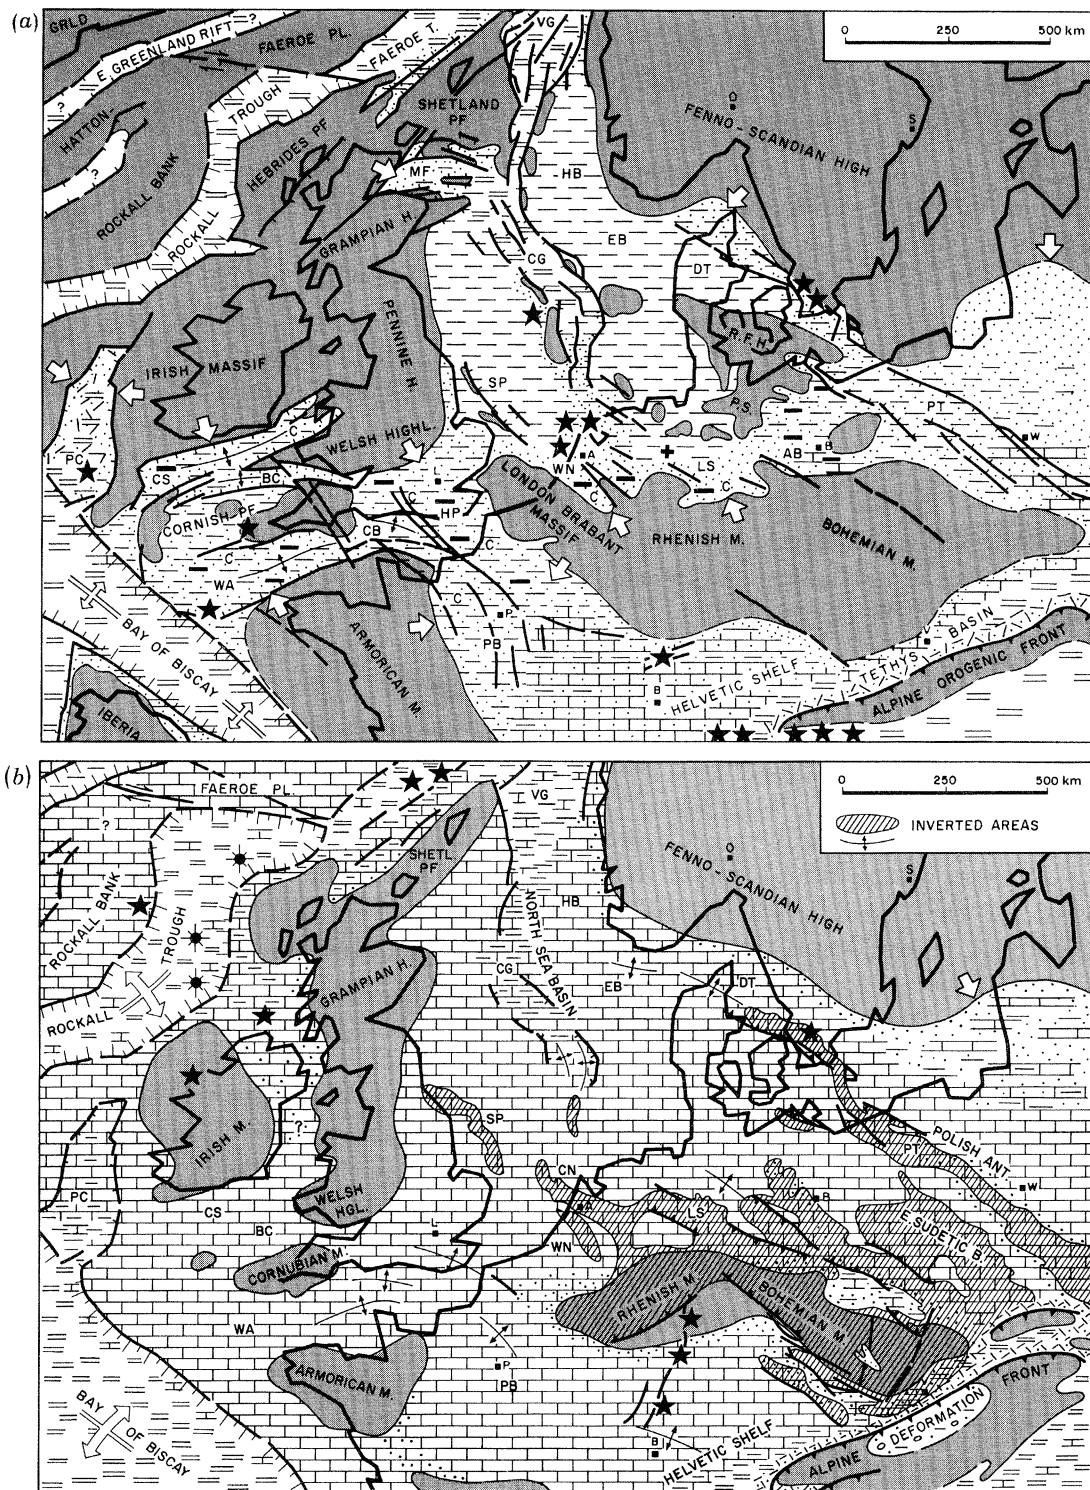 (a)
GRLD
E. GREENLAND RIFT
?
FAEROE PL.
FAEROE T.
VG
0 250 500 km
?
HATTON-
ROCKALL BANK
?
TROUGH
ROCKALL
HEBRIDES PF
SHETLAND
PF
MF
GRAMPIAN H.
HB
O
S
FENNO-SCANDIAN HIGH
EB
CG
DT
R.F.H.
PENNINE H.
IRISH MASSIF
SP
P.S.
PT
W
WELSH HIGHL.
C
PC
CS
BC
L
WN
A
LS
AB
B
C
CORNISH-PF
C
HP
C
C
LONDON BRABANT
MASSIF
RHENISH M.
BOHEMIAN M.
CB
C
WA
C
P
PB
ARMORICAN M.
BAY OF BISCAY
IBERIA
B
HELVETIC SHELF
TETHYS BASIN
ALPINE OROGENIC FRONT
(b)
FAEROE PL.
?
VG
0 250 500 km
INVERTED AREAS
SHETL
PF
O
S
FENNO-SCANDIAN HIGH
ROCKALL BANK
TROUGH
ROCKALL
HB
NORTH SEA BASIN
GRAMPIAN H.
CG
EB
DT
IRISH M.
?
SP
POLISH ANT.
PT
W
PC
CS
WELSH
HGL.
CN
A
LS
B
E. SUDETIC B.
BC
L
WN
CORNUBIAN M.
RHENISH M.
BOHEMIAN M.
WA
ARMORICAN M.
P
PB
BAY
OF BISCAY
B
HELVETIC SHELF
ALPINE
DEFORMATION
FRONT